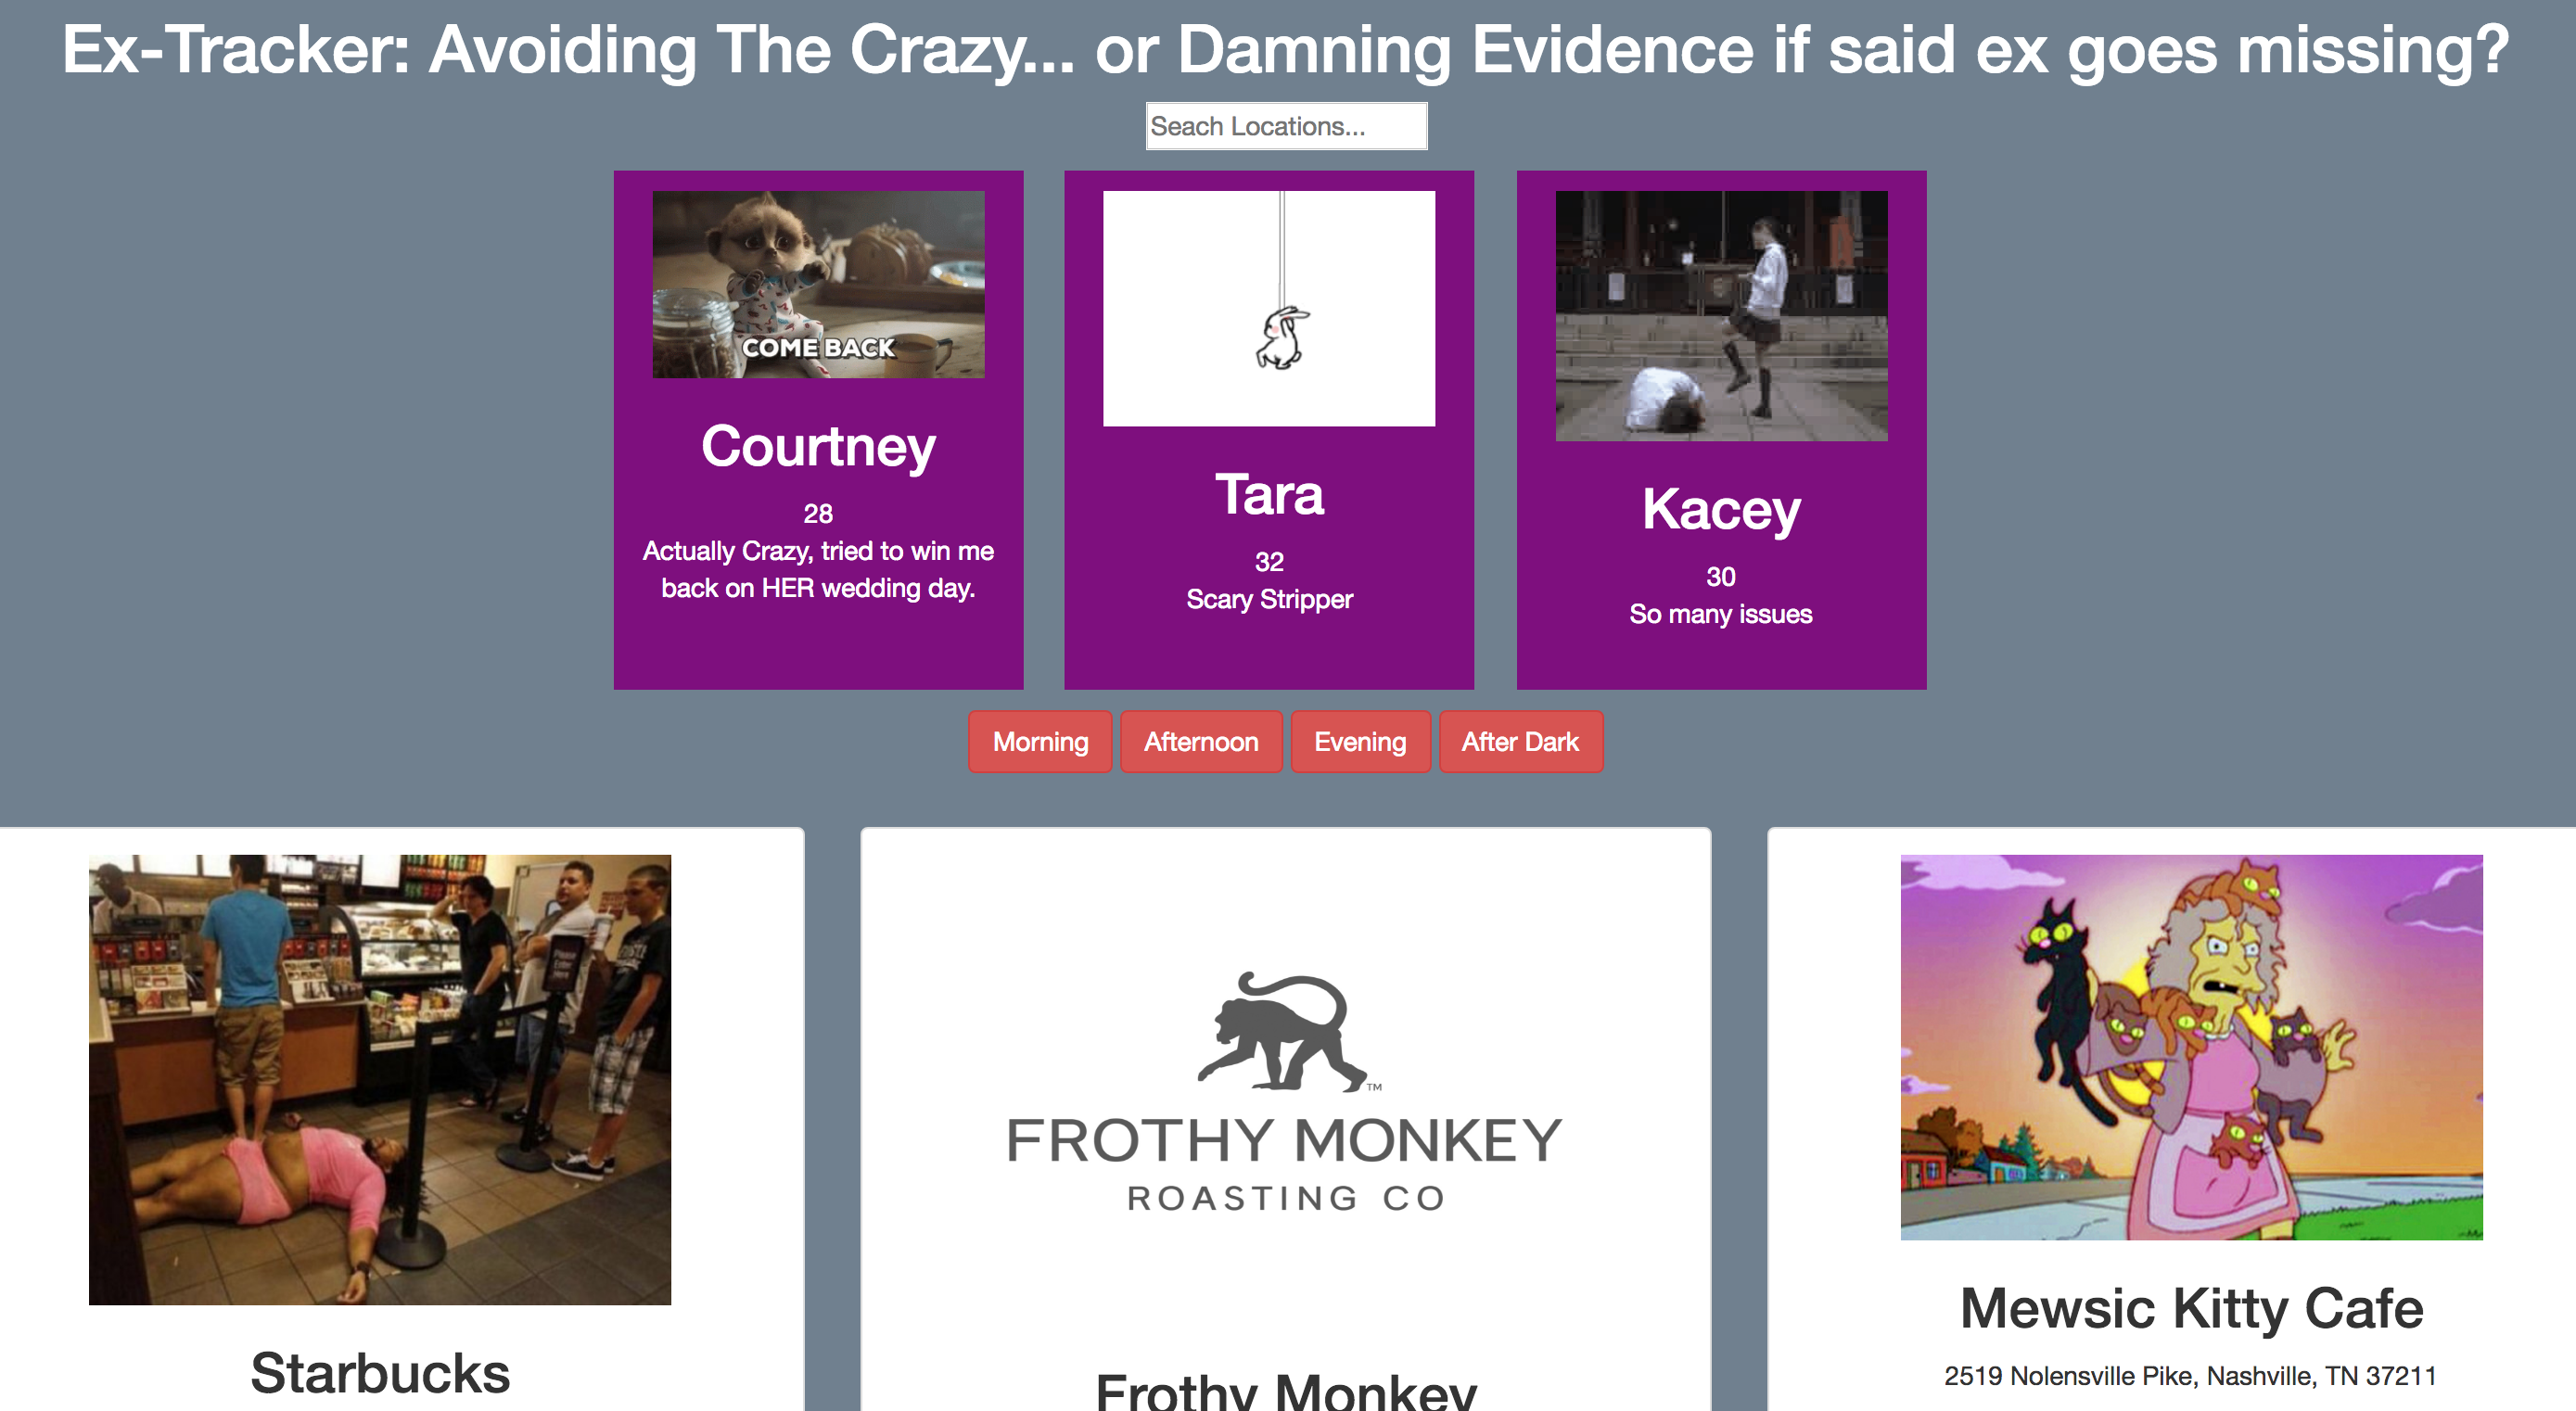 Ex-Tracker: Avoiding The Crazy... or Damning Evidence if said ex goes missing?
Seach Locations...
COME BACK
Courtney
28
Actually Crazy, tried to win me
back on HER wedding day.
Tara
32
Scary Stripper
Kacey
30
So many issues
Morning
Afternoon
Evening
After Dark
Please
Starbucks
TM
FROTHY MONKEY
ROASTING CO
Frothy Monkey
Mewsic Kitty Cafe
2519 Nolensville Pike, Nashville, TN 37211